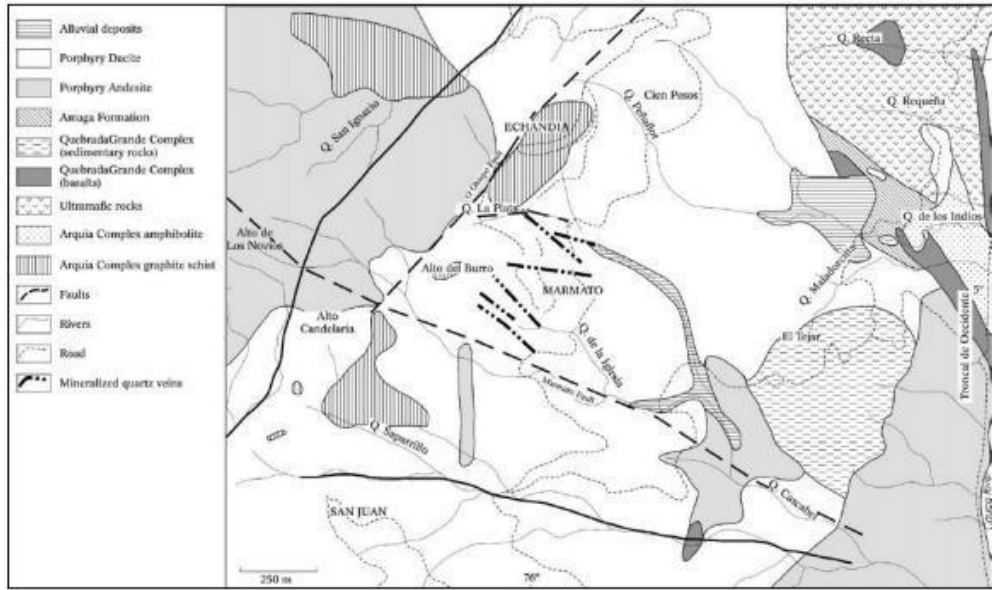 Alluvial deposits
Porphyry Dacite
Porphyry Andesite
Amaga Formation
QuebradaGrande Complex
(sedimentary rocks)
QuebradaGrande Complex
(basalts)
Ultramafic rocks
Arquia Complex amphibolite
Arquia Complex graphite schist
Faults
Rivers
Road
Mineralized quartz veins
Q. Recta
Q. Requeña
Cien Pesos
Q. Peñaflor
Q. San Ignacio
ECHANDIA
Q. La Plata
Q. de los Indios
Alto de
Los Novios
Alto del Burro
MARMATO
Q. de la Iglesia
5°
El Tejar
Alto
Candelaria
Marmato Fault
Troncal de Occidente
Q. Saparrillo
Q. Cascabel
SAN JUAN
250 m
76°